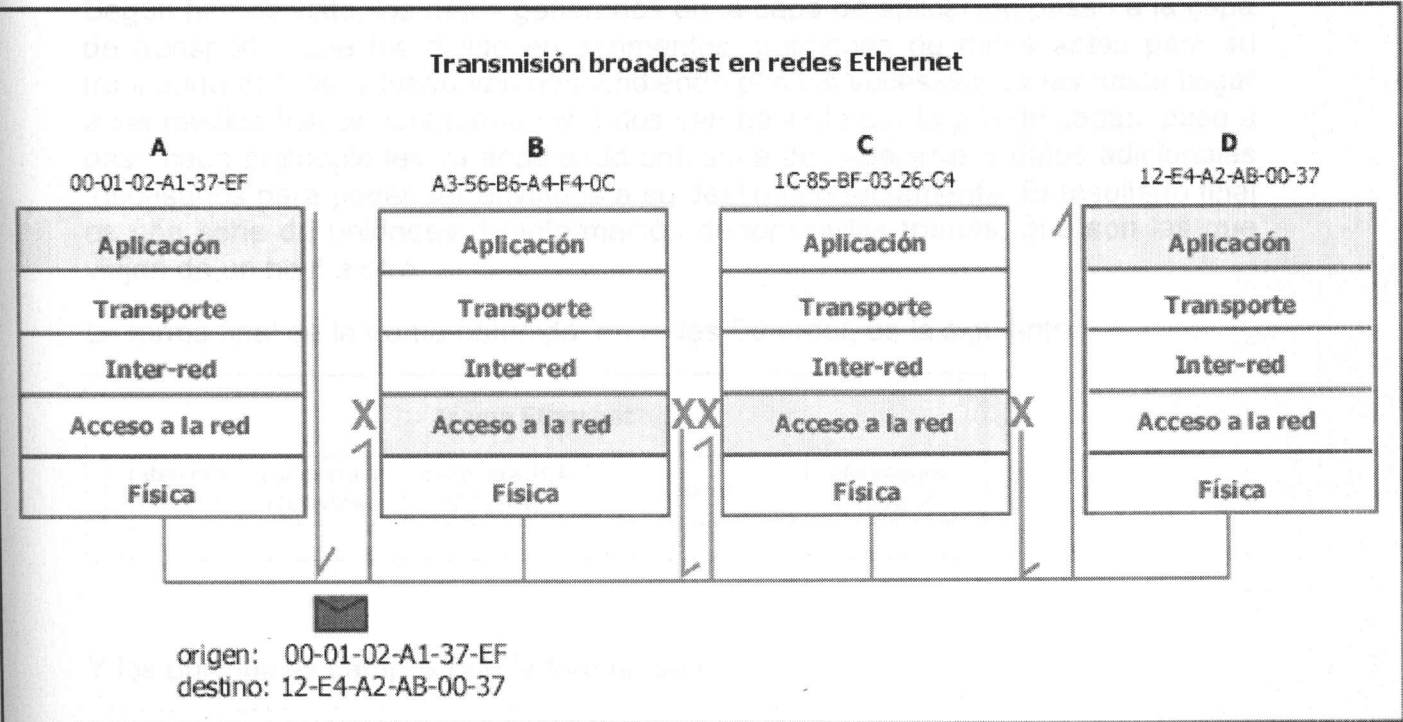 Transmisión broadcast en redes Ethernet
A B C D
00-01-02-A1-37-EF A3-56-B6-A4-F4-0C 1C-85-BF-03-26-C4 12-E4-A2-AB-00-37
Aplicación Aplicación Aplicación Aplicación
Transporte Transporte Transporte Transporte
Inter-red Inter-red Inter-red Inter-red
X XX X
Acceso a la red Acceso a la red Acceso a la red Acceso a la red
Física Física Física Física
origen: 00-01-02-A1-37-EF
destino: 12-E4-A2-AB-00-37